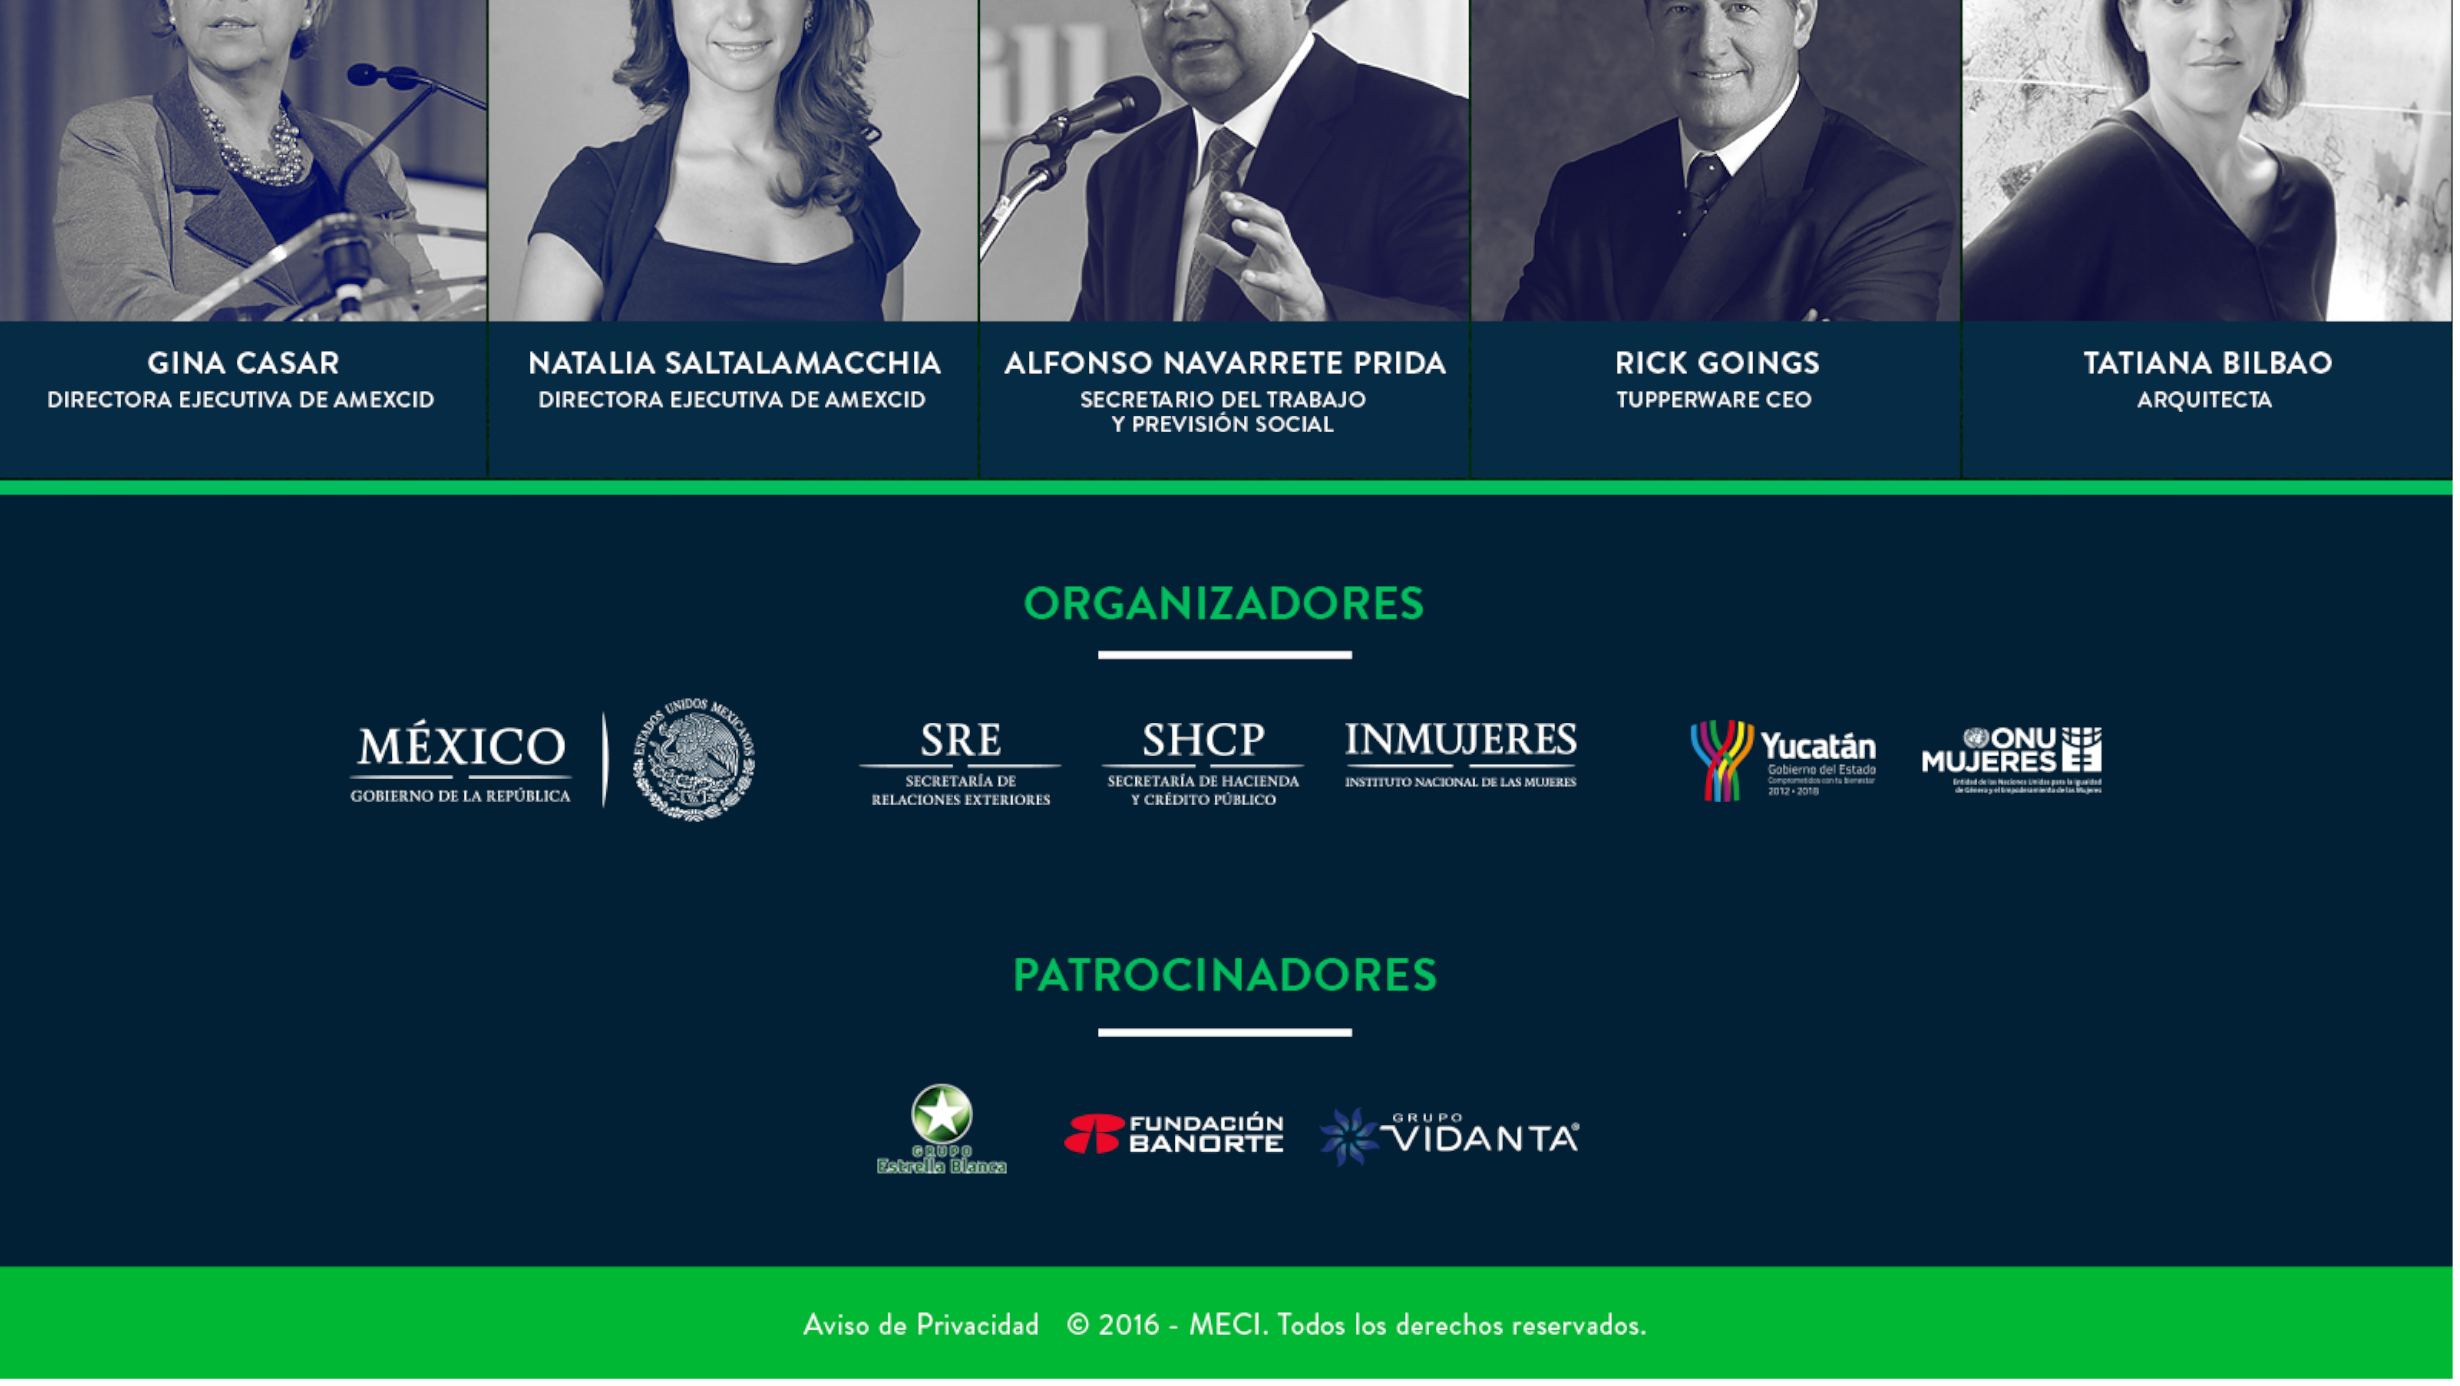 ill
GINA CASAR
DIRECTORA EJECUTIVA DE AMEXCID
NATALIA SALTALAMACCHIA
DIRECTORA EJECUTIVA DE AMEXCID
ALFONSO NAVARRETE PRIDA
SECRETARIO DEL TRABAJO
Y PREVISIÓN SOCIAL
RICK GOINGS
TUPPERWARE CEO
TATIANA BILBAO
ARQUITECTA
ORGANIZADORES
MÉXICO
GOBIERNO DE LA REPÚBLICA
ESTADOS UNIDOS MEXICANOS
SRE
SECRETARÍA DE
RELACIONES EXTERIORES
SHCP
SECRETARÍA DE HACIENDA
Y CRÉDITO PÚBLICO
INMUJERES
INSTITUTO NACIONAL DE LAS MUJERES
Yucatán
Gobierno del Estado
Comprometidos con tu bienestar
2012 • 2018
ONU
MUJERES
Entidad de las Naciones Unidas para la Igualdad
de Género y el Empoderamiento de las Mujeres
PATROCINADORES
GRUPO
Estrella Blanca
FUNDACIÓN
BANORTE
GRUPO
VIDANTA®
Aviso de Privacidad © 2016 - MECI. Todos los derechos reservados.